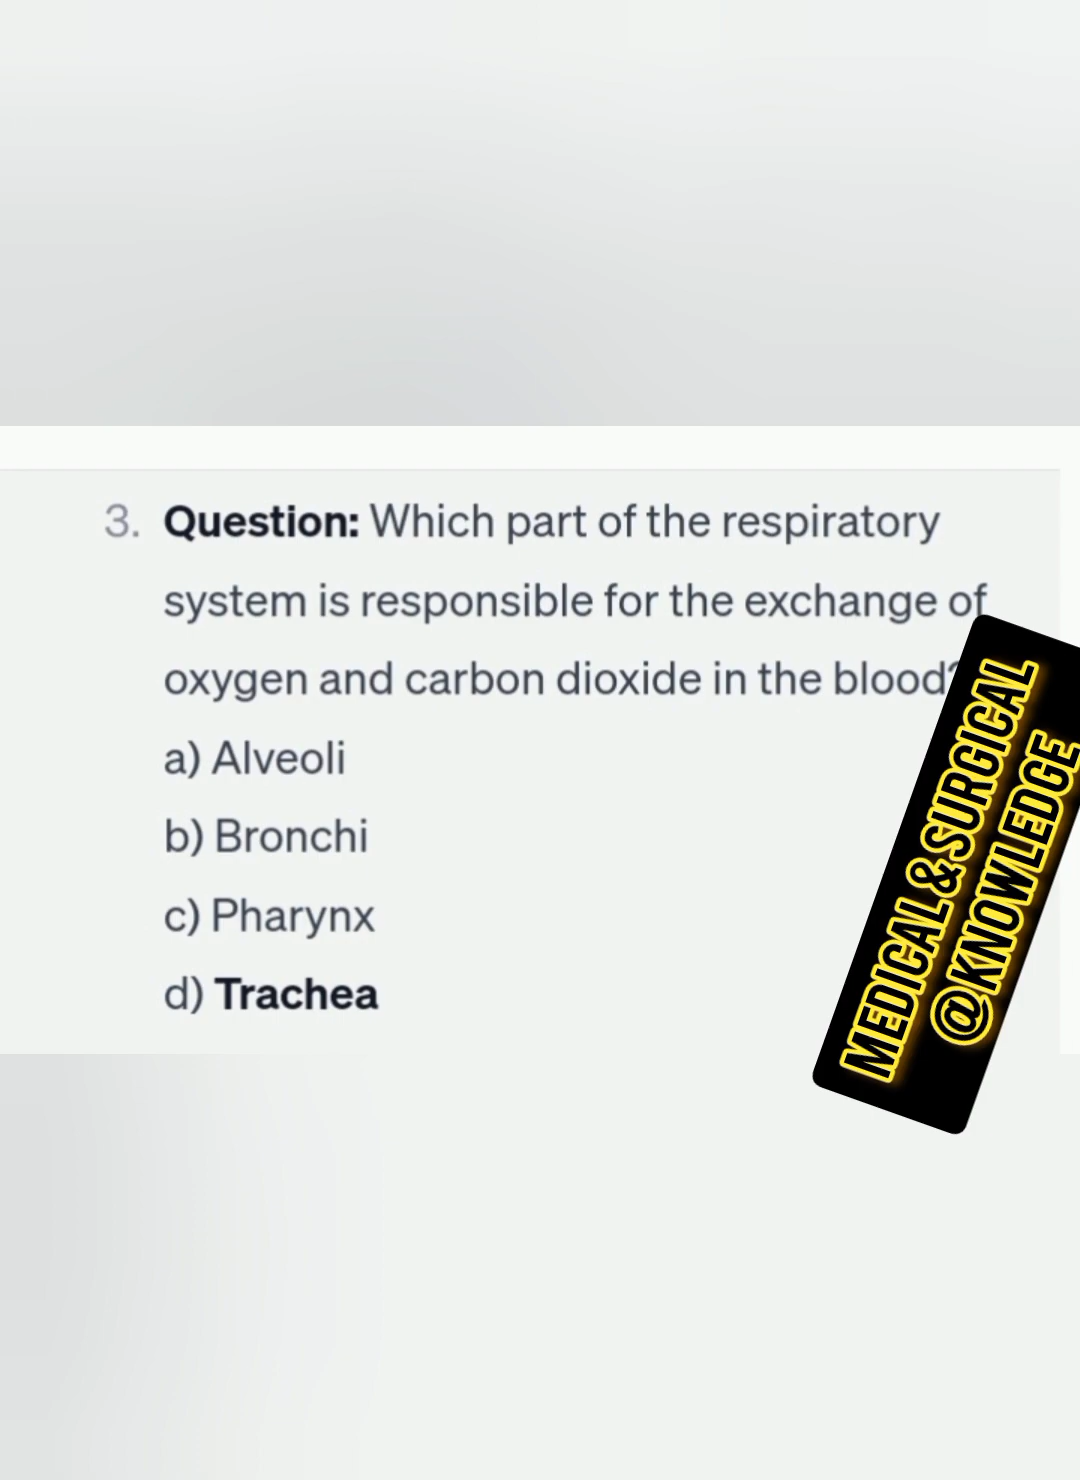 3. Question: Which part of the respiratory
system is responsible for the exchange of
oxygen and carbon dioxide in the blood?
a) Alveoli
b) Bronchi
c) Pharynx
d) Trachea
MEDICAL & SURGICAL
@KNOWLEDGE